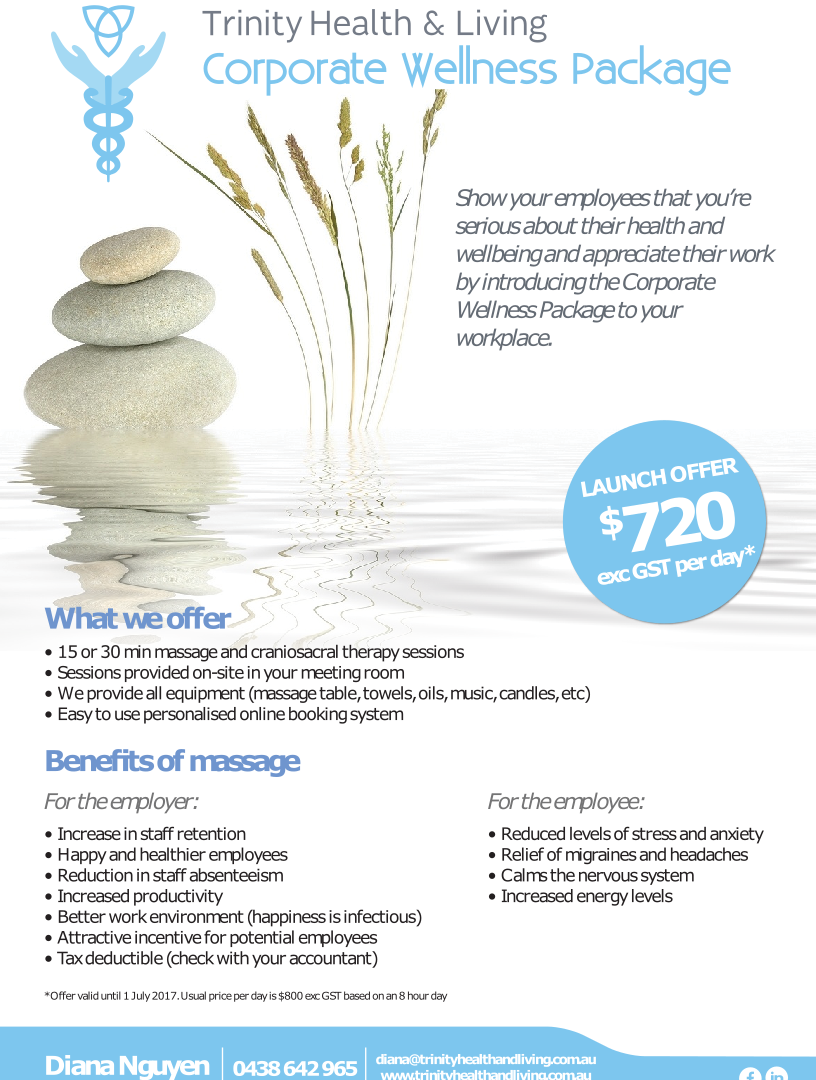 Trinity Health & Living
Corporate Wellness Package
Show your employees that you're
serious about their health and
wellbeing and appreciate their work
by introducing the Corporate
Wellness Package to your
workplace.
LAUNCH OFFER
$720
exc GST per day*
What we offer
• 15 or 30 min massage and craniosacral therapy sessions
• Sessions provided on-site in your meeting room
• We provide all equipment (massage table, towels, oils, music, candles, etc)
• Easy to use personalised online booking system
Benefits of massage
For the employer:
• Increase in staff retention
• Happy and healthier employees
• Reduction in staff absenteeism
• Increased productivity
• Better work environment (happiness is infectious)
• Attractive incentive for potential employees
• Tax deductible (check with your accountant)
For the employee:
• Reduced levels of stress and anxiety
• Relief of migraines and headaches
• Calms the nervous system
• Increased energy levels
*Offer valid until 1 July 2017. Usual price per day is $800 exc GST based on an 8 hour day
Diana Nguyen
0438 642 965
diana@trinityhealthandliving.com.au
www.trinityhealthandliving.com.au